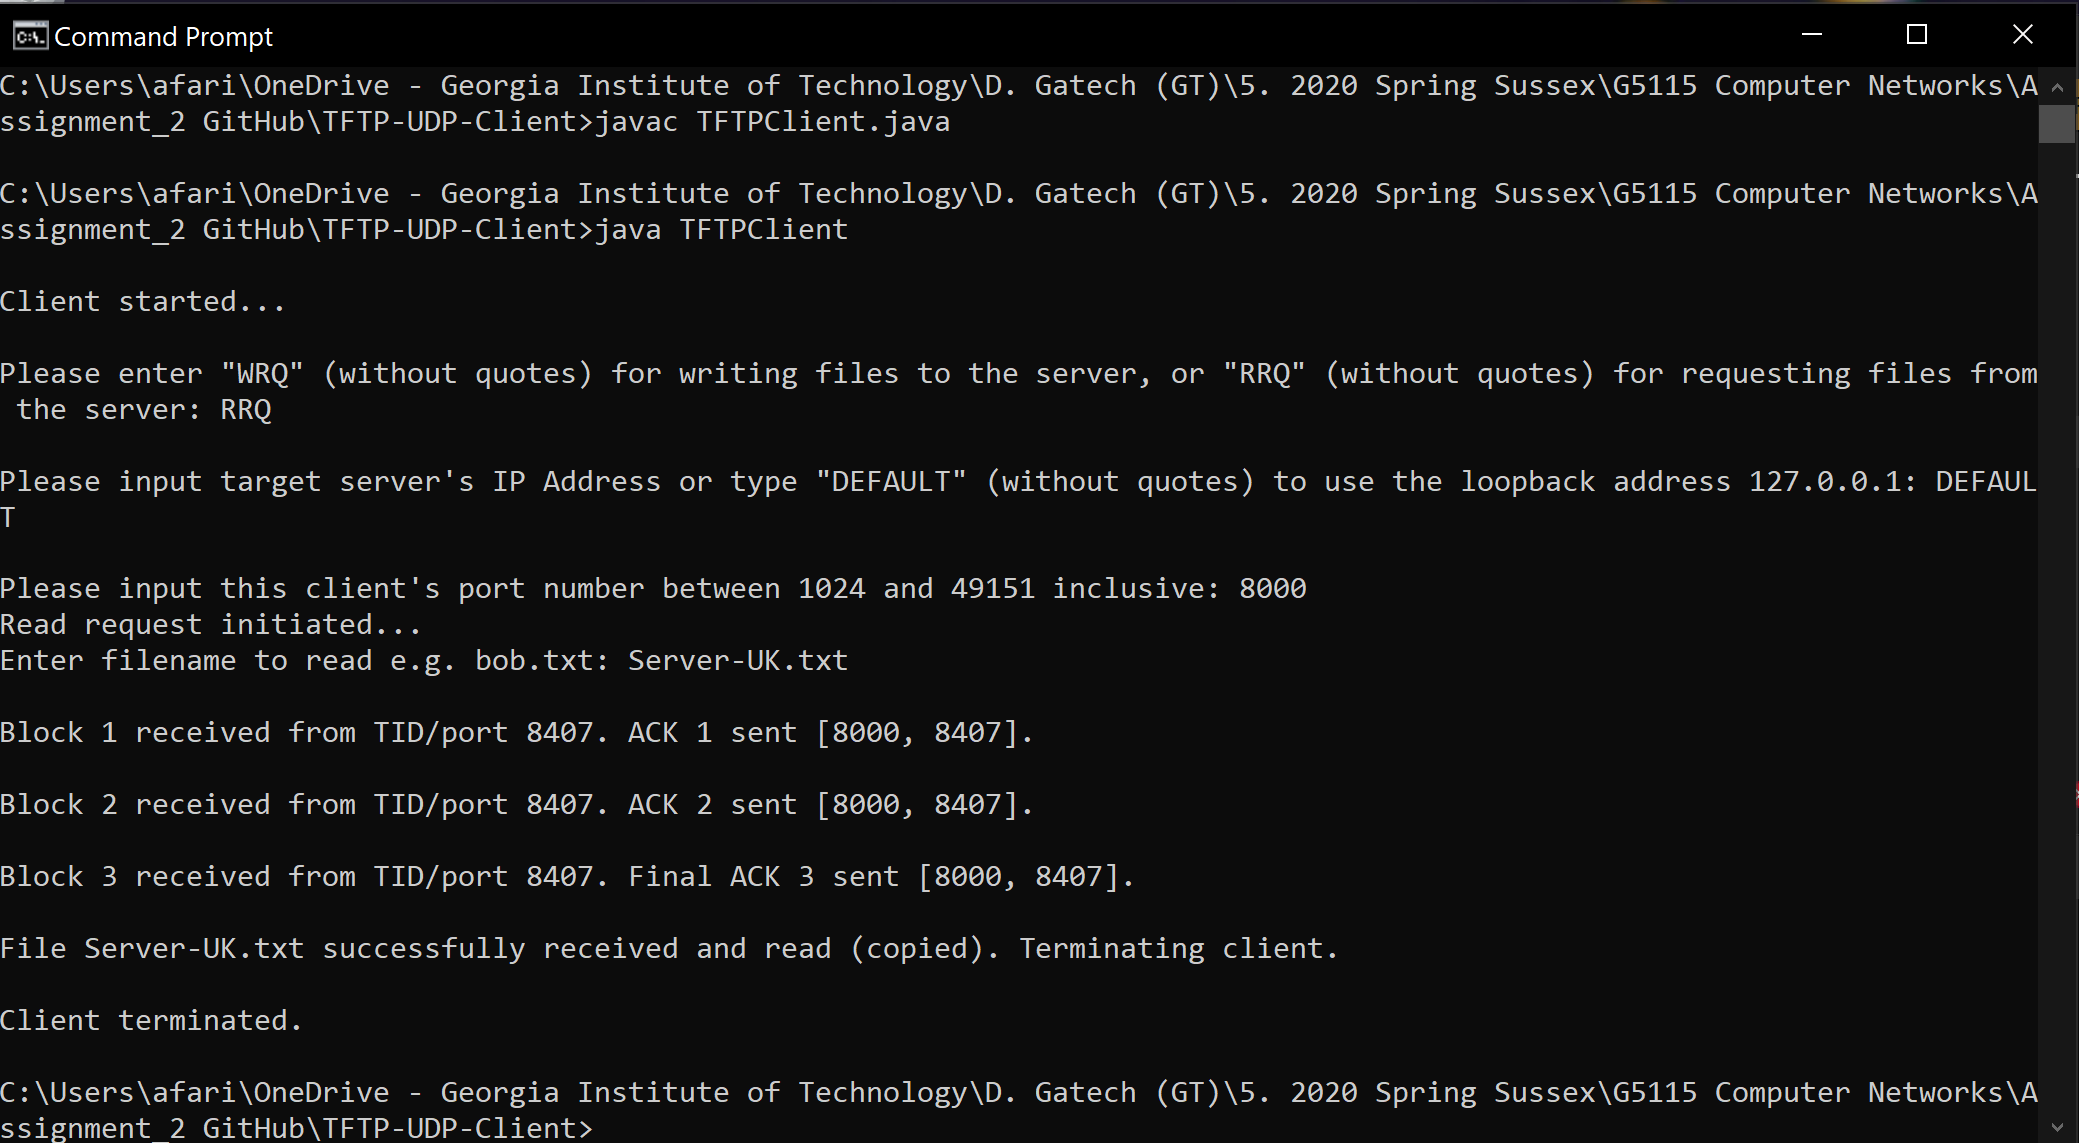 Command Prompt
C:\Users\afari\OneDrive - Georgia Institute of Technology\D. Gatech (GT)\5. 2020 Spring Sussex\G5115 Computer Networks\A
ssignment_2 GitHub\TFTP-UDP-Client>javac TFTPClient.java
C:\Users\afari\OneDrive - Georgia Institute of Technology\D. Gatech (GT)\5. 2020 Spring Sussex\G5115 Computer Networks\A
ssignment_2 GitHub\TFTP-UDP-Client>java TFTPClient
Client started...
Please enter "WRQ" (without quotes) for writing files to the server, or "RRQ" (without quotes) for requesting files from
 the server: RRQ
Please input target server's IP Address or type "DEFAULT" (without quotes) to use the loopback address 127.0.0.1: DEFAUL
T
Please input this client's port number between 1024 and 49151 inclusive: 8000
Read request initiated...
Enter filename to read e.g. bob.txt: Server-UK.txt
Block 1 received from TID/port 8407. ACK 1 sent [8000, 8407].
Block 2 received from TID/port 8407. ACK 2 sent [8000, 8407].
Block 3 received from TID/port 8407. Final ACK 3 sent [8000, 8407].
File Server-UK.txt successfully received and read (copied). Terminating client.
Client terminated.
C:\Users\afari\OneDrive - Georgia Institute of Technology\D. Gatech (GT)\5. 2020 Spring Sussex\G5115 Computer Networks\A
ssignment_2 GitHub\TFTP-UDP-Client>